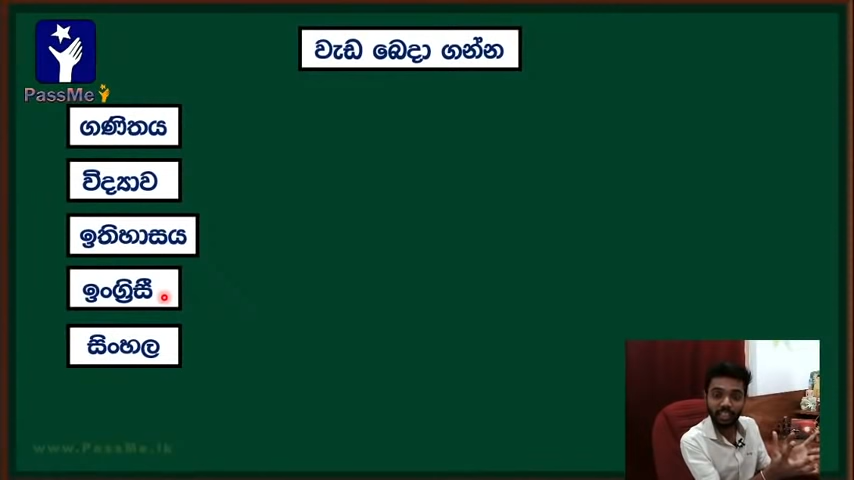 වැඩ බෙදා ගන්න
PassMe
ගණිතය
විද්‍යාව
ඉතිහාසය
ඉංග්‍රිසී
සිංහල
www.PassMe.lk